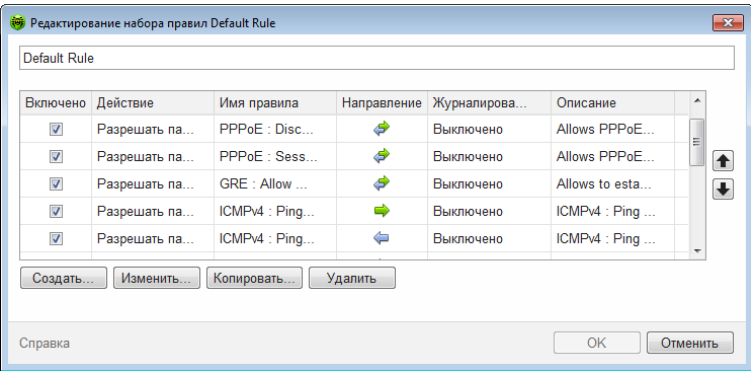 Редактирование набора правил Default Rule
Default Rule
Включено Действие Имя правила Направление Журналирова... Описание
Разрешать па... PPPoE : Disc... Выключено Allows PPPoE...
Разрешать па... PPPoE : Sess... Выключено Allows PPPoE...
Разрешать па... GRE : Allow ... Выключено Allows to esta...
Разрешать па... ICMPv4 : Ping... Выключено ICMPv4 : Ping ...
Разрешать па... ICMPv4 : Ping... Выключено ICMPv4 : Ping ...
Создать... Изменить... Копировать... Удалить
Справка OK Отменить